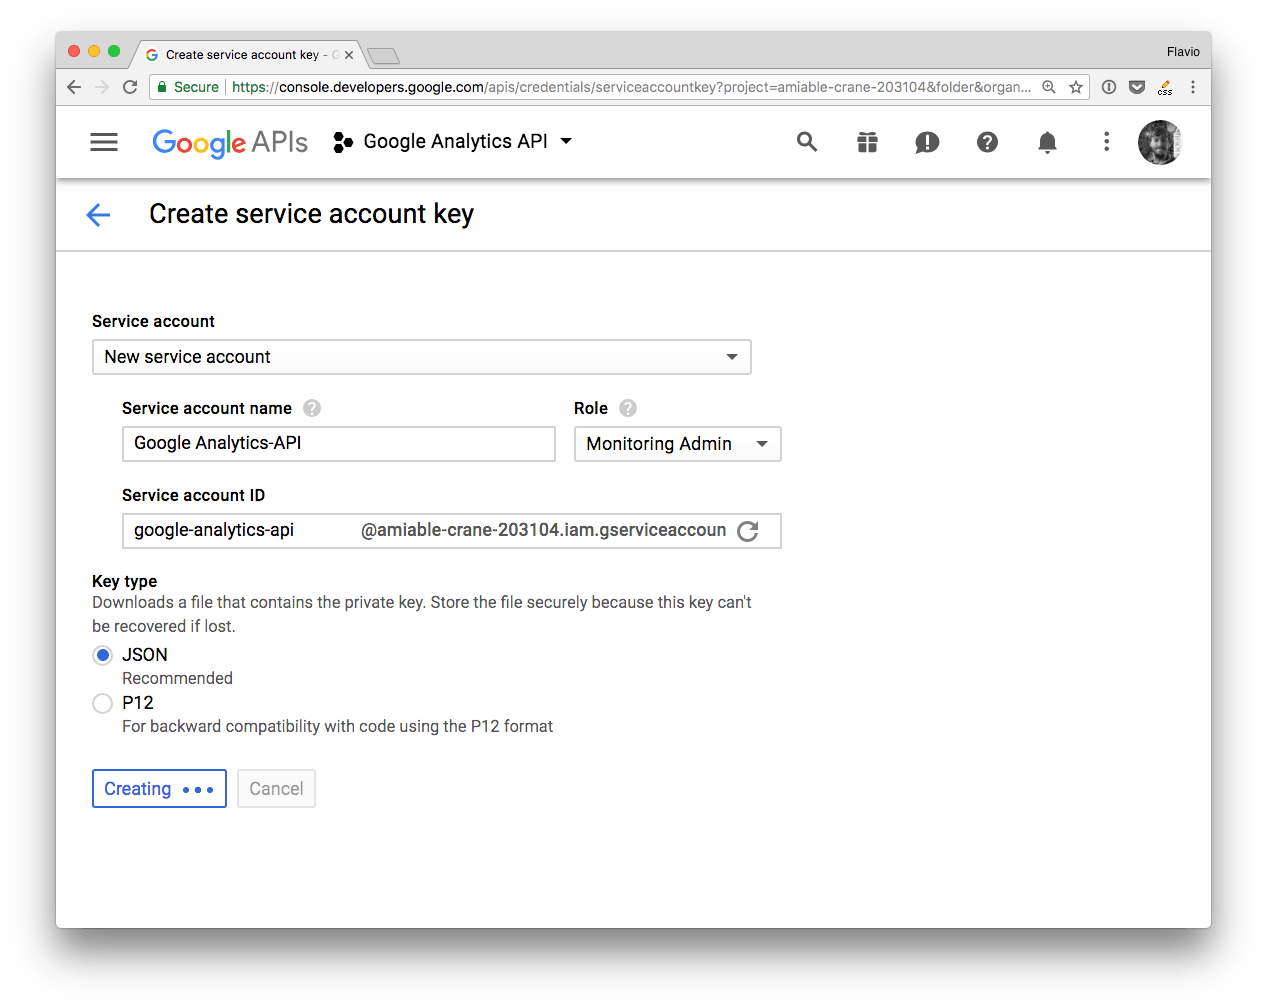 Create service account key - G
Flavio
Secure https://console.developers.google.com/apis/credentials/serviceaccountkey?project=amiable-crane-203104&folder&organ...
css
Google APIs Google Analytics API
Create service account key
Service account
New service account
Service account name Role
Google Analytics-API Monitoring Admin
Service account ID
google-analytics-api @amiable-crane-203104.iam.gserviceaccoun
Key type
Downloads a file that contains the private key. Store the file securely because this key can't
be recovered if lost.
JSON
Recommended
P12
For backward compatibility with code using the P12 format
Creating Cancel